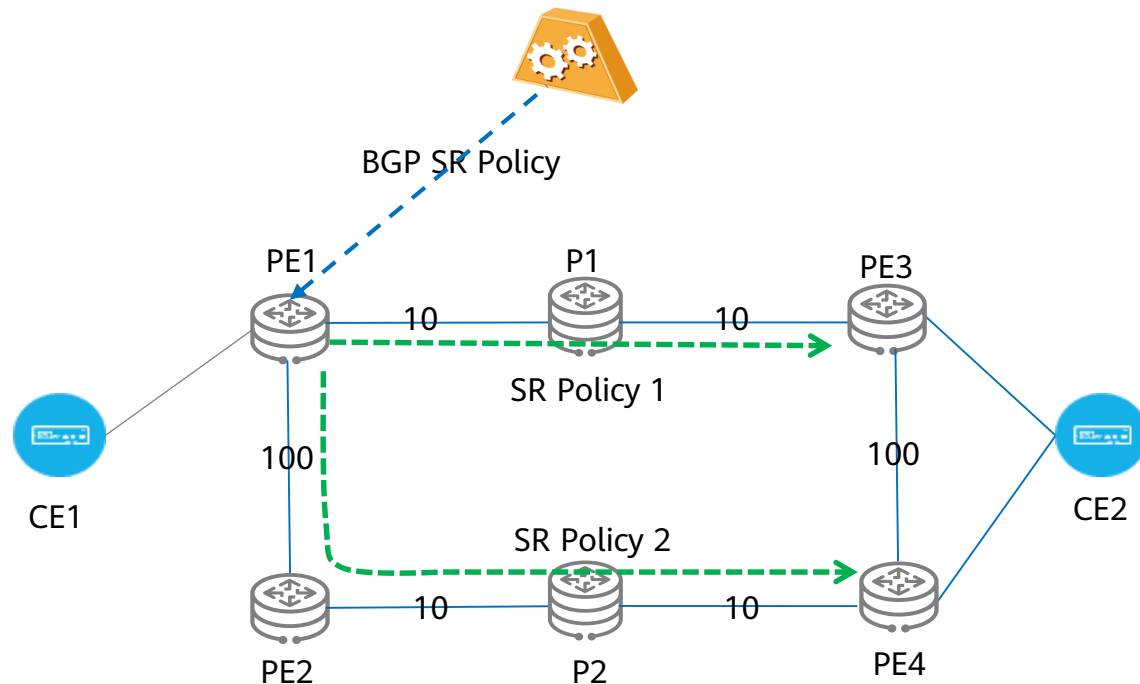 BGP SR Policy
PE1
P1
PE3
10
10
SR Policy 1
100
100
CE1
CE2
SR Policy 2
10
10
PE2
P2
PE4